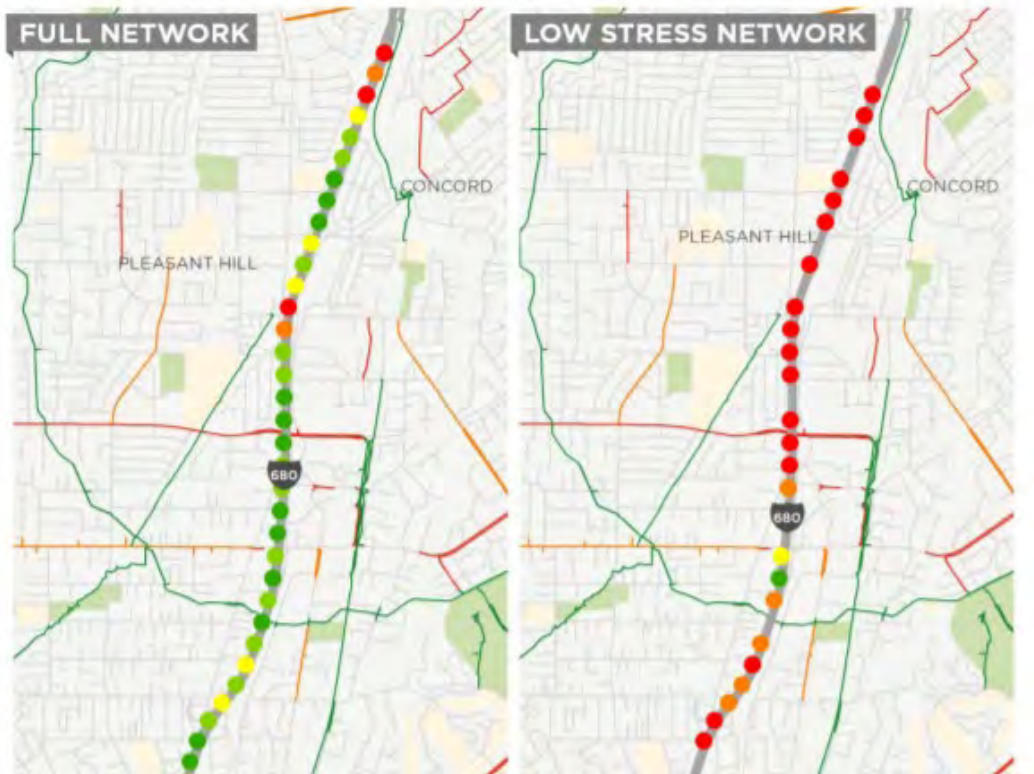 FULL NETWORK
CONCORD
PLEASANT HILL
680
LOW STRESS NETWORK
CONCORD
PLEASANT HILL
680